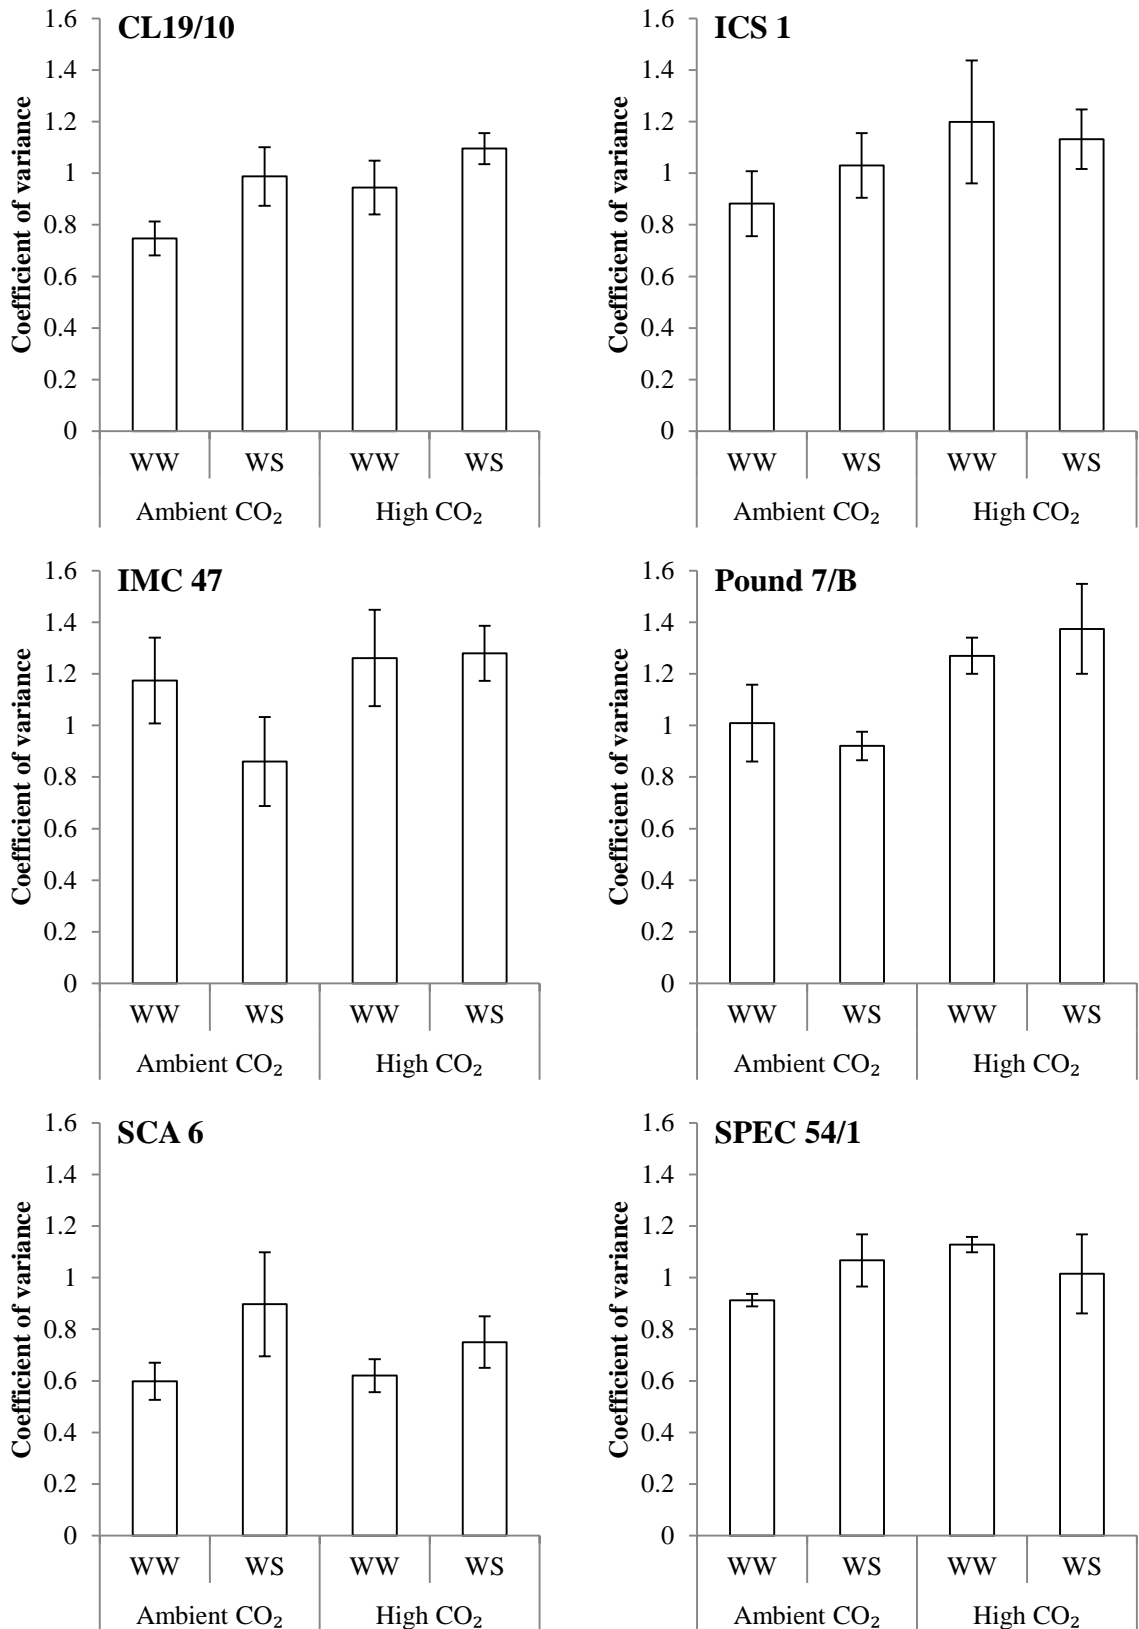 CL19/10
Coefficient of variance
1.6
1.4
1.2
1
0.8
0.6
0.4
0.2
0
WW WS WW WS
Ambient CO₂ High CO₂
ICS 1
Coefficient of variance
1.6
1.4
1.2
1
0.8
0.6
0.4
0.2
0
WW WS WW WS
Ambient CO₂ High CO₂
IMC 47
Coefficient of variance
1.6
1.4
1.2
1
0.8
0.6
0.4
0.2
0
WW WS WW WS
Ambient CO₂ High CO₂
Pound 7/B
Coefficient of variance
1.6
1.4
1.2
1
0.8
0.6
0.4
0.2
0
WW WS WW WS
Ambient CO₂ High CO₂
SCA 6
Coefficient of variance
1.6
1.4
1.2
1
0.8
0.6
0.4
0.2
0
WW WS WW WS
Ambient CO₂ High CO₂
SPEC 54/1
Coefficient of variance
1.6
1.4
1.2
1
0.8
0.6
0.4
0.2
0
WW WS WW WS
Ambient CO₂ High CO₂